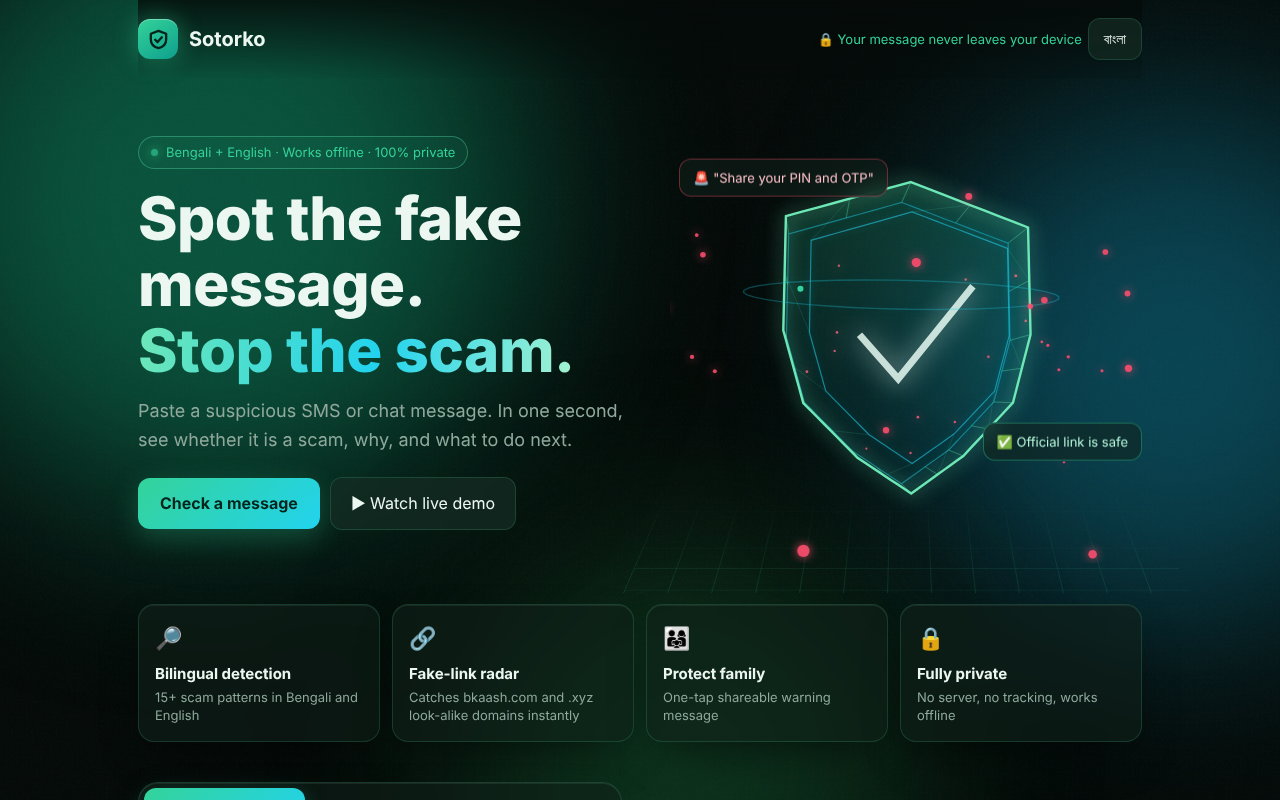 Sotorko
🔒 Your message never leaves your device
বাংলা
Bengali + English · Works offline · 100% private
Spot the fake
message.
Stop the scam.
Paste a suspicious SMS or chat message. In one second,
see whether it is a scam, why, and what to do next.
Check a message
▶ Watch live demo
🚨 "Share your PIN and OTP"
✅ Official link is safe
Bilingual detection
15+ scam patterns in Bengali and
English
Fake-link radar
Catches bkaash.com and .xyz
look-alike domains instantly
Protect family
One-tap shareable warning
message
Fully private
No server, no tracking, works
offline